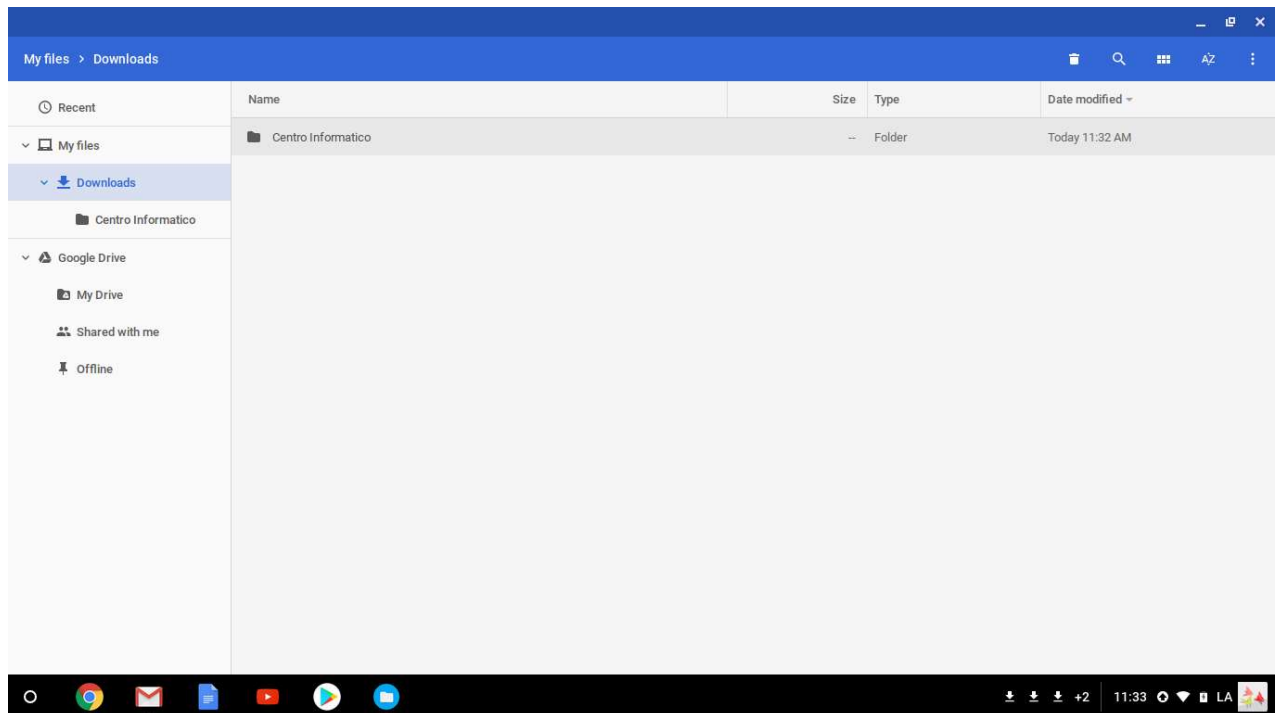 My files > Downloads
AZ
Recent
My files
Downloads
Centro Informatico
Google Drive
My Drive
Shared with me
Offline
Name Size Type Date modified
Centro Informatico -- Folder Today 11:32 AM
+2 11:33 LA